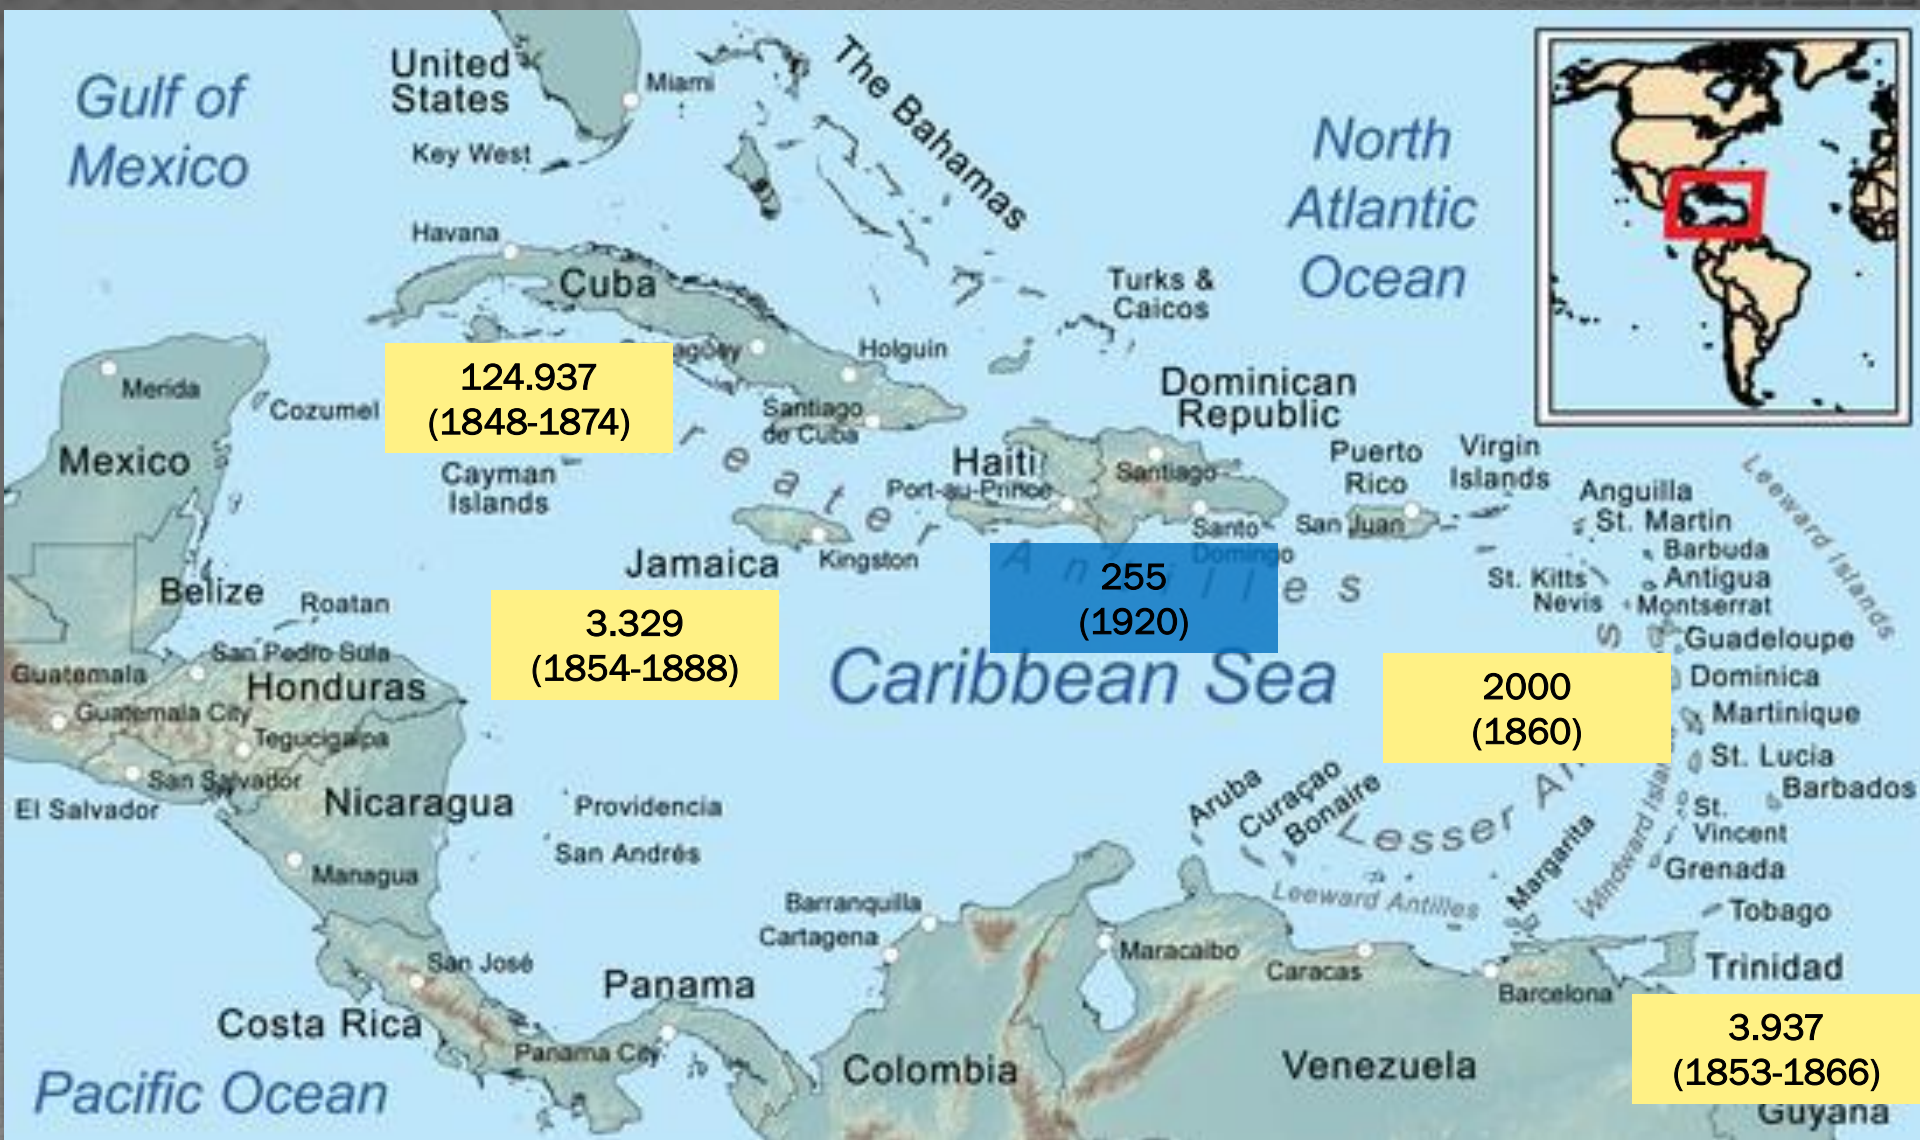 Gulf of
Mexico
United
States
Miami
Key West
The Bahamas
North
Atlantic
Ocean
Havana
Cuba
Turks &
Caicos
Holguin
124.937
(1848-1874)
Merida
Cozumel
Santiago
de Cuba
Dominican
Republic
Mexico
Cayman
Islands
Haiti
Port-au-Prince
Santiago
Puerto
Rico
Virgin
Islands
Anguilla
St. Martin
Leeward Islands
Santo
Domingo
San Juan
Barbuda
Jamaica
Kingston
reater
Antilles
255
(1920)
St. Kitts
Nevis
Antigua
Montserrat
Belize
Roatan
3.329
(1854-1888)
San Pedro Sula
Guadeloupe
Guatemala
Honduras
Caribbean Sea
2000
(1860)
Dominica
Guatemala City
Martinique
Tegucigalpa
San Salvador
St. Lucia
El Salvador
Nicaragua
Providencia
Aruba
Curaçao
Bonaire
Lesser An
s
Barbados
St.
Vincent
San Andrés
Managua
Margarita
Windward Islan
Grenada
Leeward Antilles
Barranquilla
Cartagena
Tobago
San José
Maracaibo
Caracas
Barcelona
Trinidad
Panama
Costa Rica
Panama City
Colombia
Venezuela
3.937
(1853-1866)
Pacific Ocean
Guyana